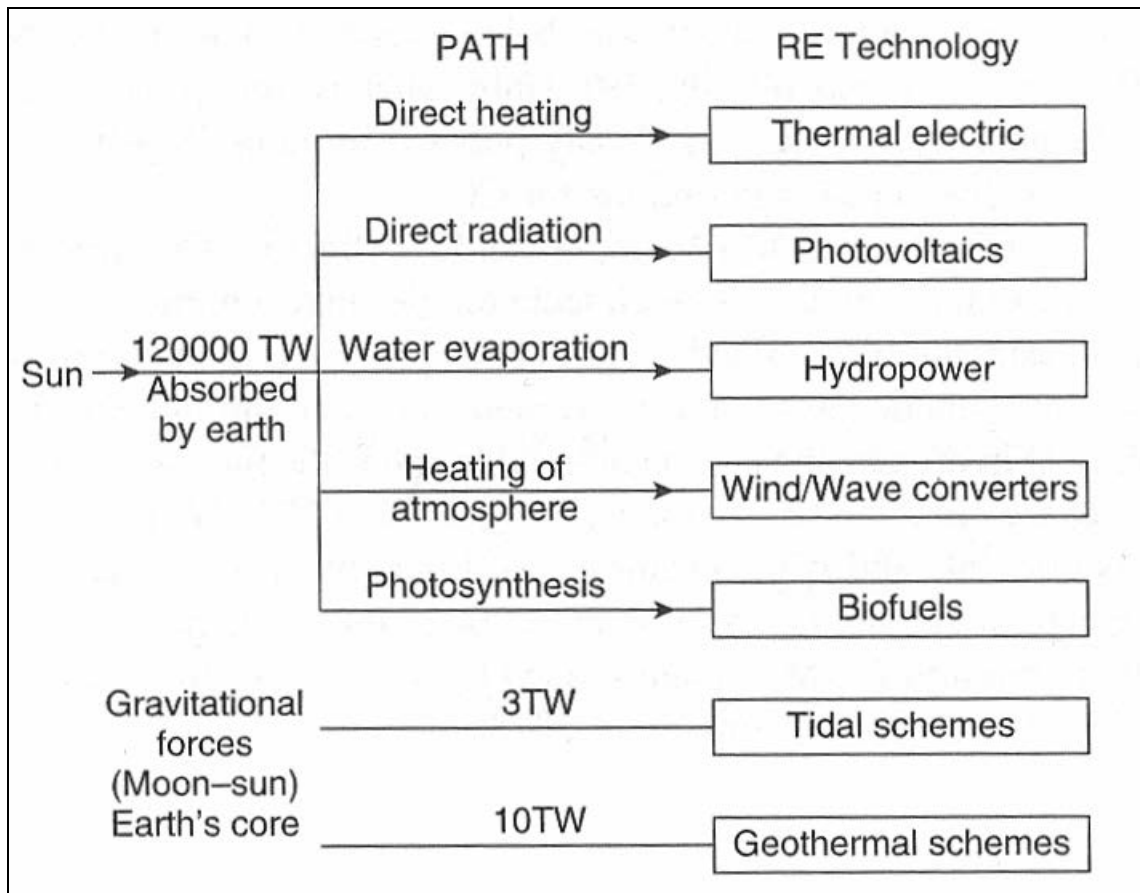 PATH
RE Technology
Direct heating
Thermal electric
Direct radiation
Photovoltaics
Sun
120000 TW
Absorbed
by earth
Water evaporation
Hydropower
Heating of
atmosphere
Wind/Wave converters
Photosynthesis
Biofuels
Gravitational
forces
(Moon–sun)
Earth's core
3TW
Tidal schemes
10TW
Geothermal schemes